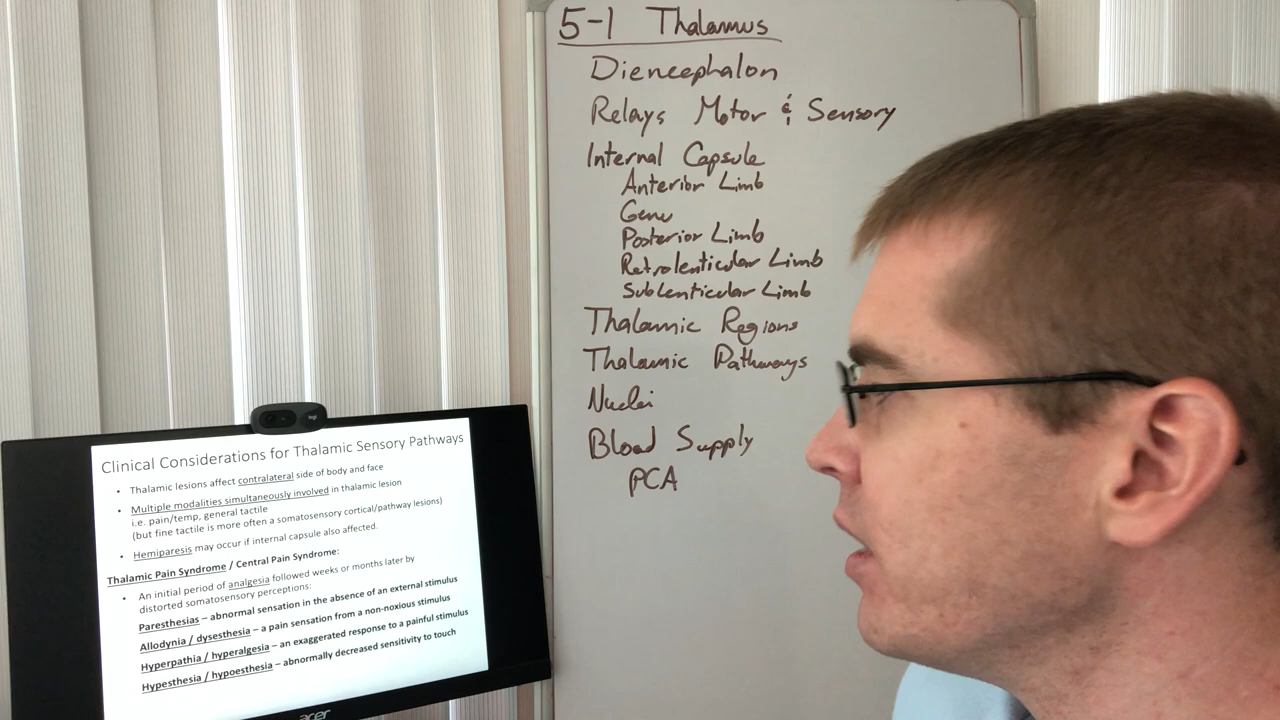 5-1 Thalamus
Diencephalon
Relays Motor & Sensory
Internal Capsule
Anterior Limb
Genu
Posterior Limb
Retrolenticular Limb
Sublenticular Limb
Thalamic Regions
Thalamic Pathways
Nuclei
Blood Supply
PCA
Clinical Considerations for Thalamic Sensory Pathways
• Thalamic lesions affect contralateral side of body and face
• Multiple modalities simultaneously involved in thalamic lesion
i.e. pain/temp, general tactile
(but fine tactile is more often a somatosensory cortical/pathway lesions)
• Hemiparesis may occur if internal capsule also affected.
Thalamic Pain Syndrome / Central Pain Syndrome:
• An initial period of analgesia followed weeks or months later by
distorted somatosensory perceptions:
Paresthesias – abnormal sensation in the absence of an external stimulus
Allodynia / dysesthesia – a pain sensation from a non-noxious stimulus
Hyperpathia / hyperalgesia – an exaggerated response to a painful stimulus
Hypesthesia / hypoesthesia – abnormally decreased sensitivity to touch
acer